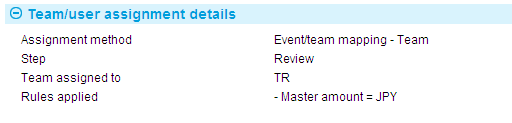 Team/user assignment details
Assignment method Event/team mapping - Team
Step Review
Team assigned to TR
Rules applied - Master amount = JPY